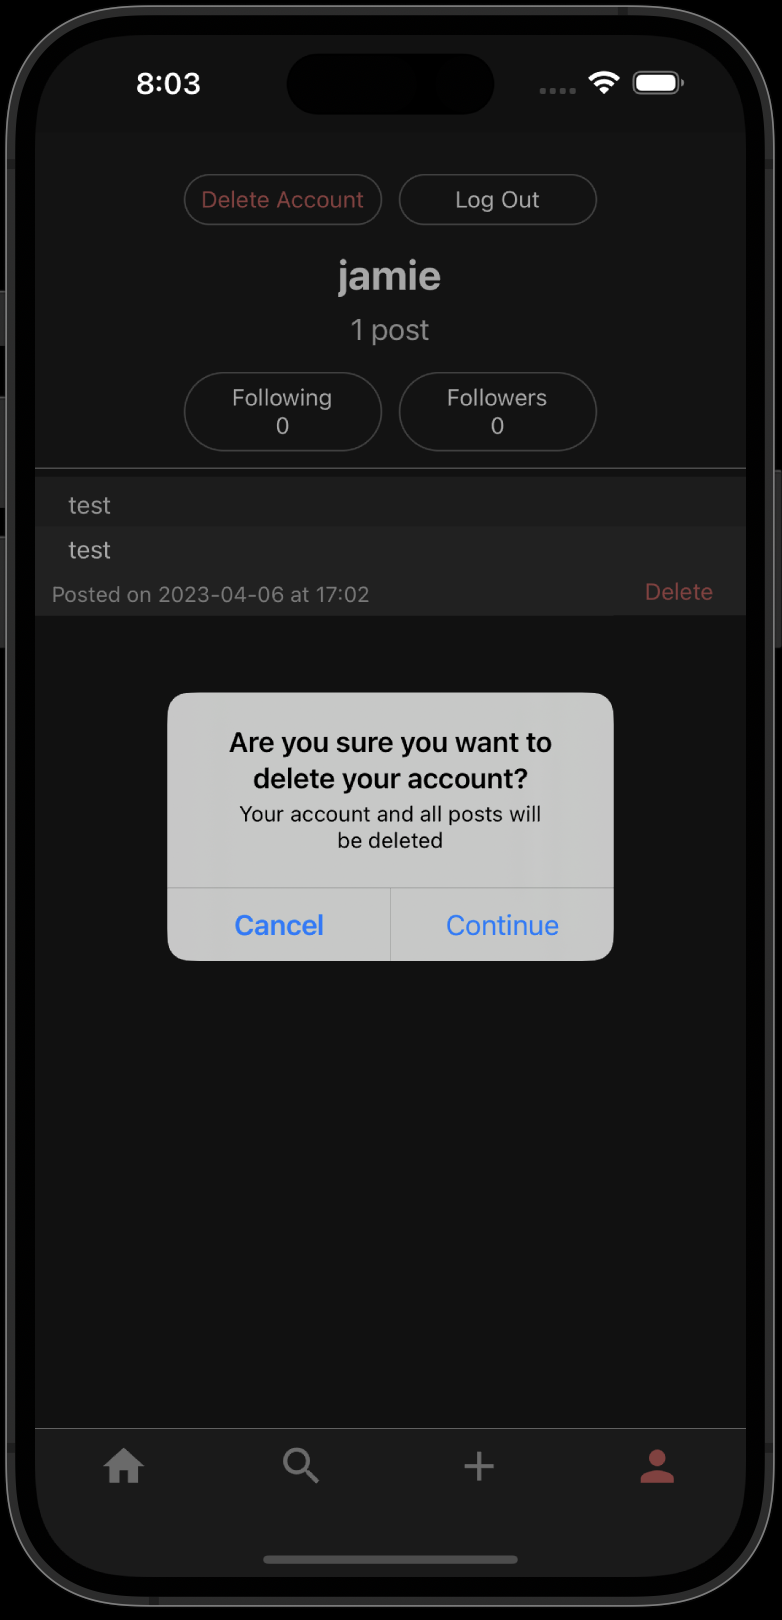 8:03
Delete Account
Log Out
jamie
1 post
Following
0
Followers
0
test
test
Posted on 2023-04-06 at 17:02
Delete
Are you sure you want to
delete your account?
Your account and all posts will
be deleted
Cancel
Continue